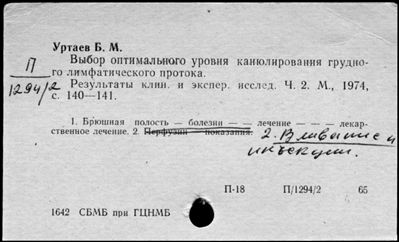 Уртаев Б. М.
Выбор оптимального уровня канюлирования грудно-
го лимфатического протока.
П
1294/2
Результаты клин. и экспер. исслед. Ч. 2. М., 1974,
с. 140—141.
1. Брюшная полость — болезни — — лечение — — — лекар-
ственное лечение. 2. Перфузии — показания. 2. Вливание и
инъекции.
П-18 П/1294/2 65
1642 СБМБ при ГЦНМБ